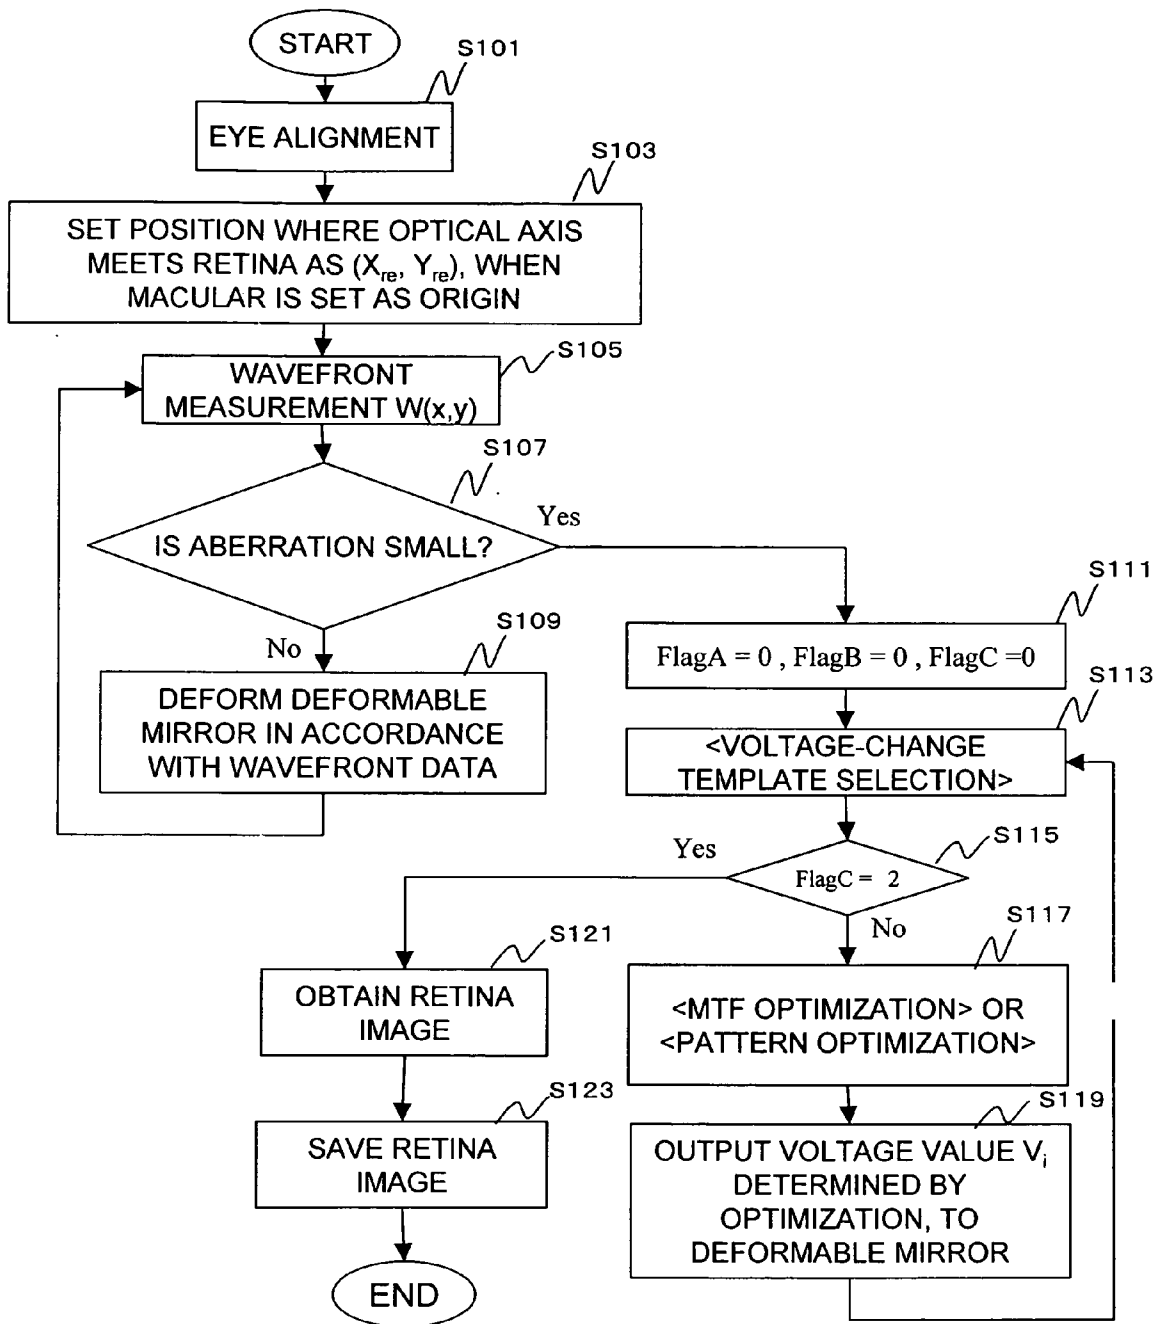 START
S101
EYE ALIGNMENT
S103
SET POSITION WHERE OPTICAL AXIS
MEETS RETINA AS (Xre, Yre), WHEN
MACULAR IS SET AS ORIGIN
S105
WAVEFRONT
MEASUREMENT W(x,y)
S107
IS ABERRATION SMALL?
Yes
No
S109
DEFORM DEFORMABLE
MIRROR IN ACCORDANCE
WITH WAVEFRONT DATA
S111
FlagA = 0 , FlagB = 0 , FlagC =0
S113
<VOLTAGE-CHANGE
TEMPLATE SELECTION>
S115
FlagC = 2
Yes
No
S117
<MTF OPTIMIZATION> OR
<PATTERN OPTIMIZATION>
S119
OUTPUT VOLTAGE VALUE Vi
DETERMINED BY
OPTIMIZATION, TO
DEFORMABLE MIRROR
S121
OBTAIN RETINA
IMAGE
S123
SAVE RETINA
IMAGE
END